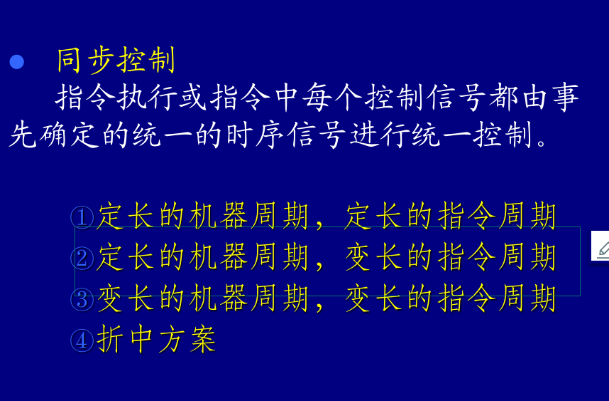 ● 同步控制
指令执行或指令中每个控制信号都由事
先确定的统一的时序信号进行统一控制。
①定长的机器周期，定长的指令周期
②定长的机器周期，变长的指令周期
③变长的机器周期，变长的指令周期
④折中方案